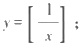 y = [ 1/x ] ;